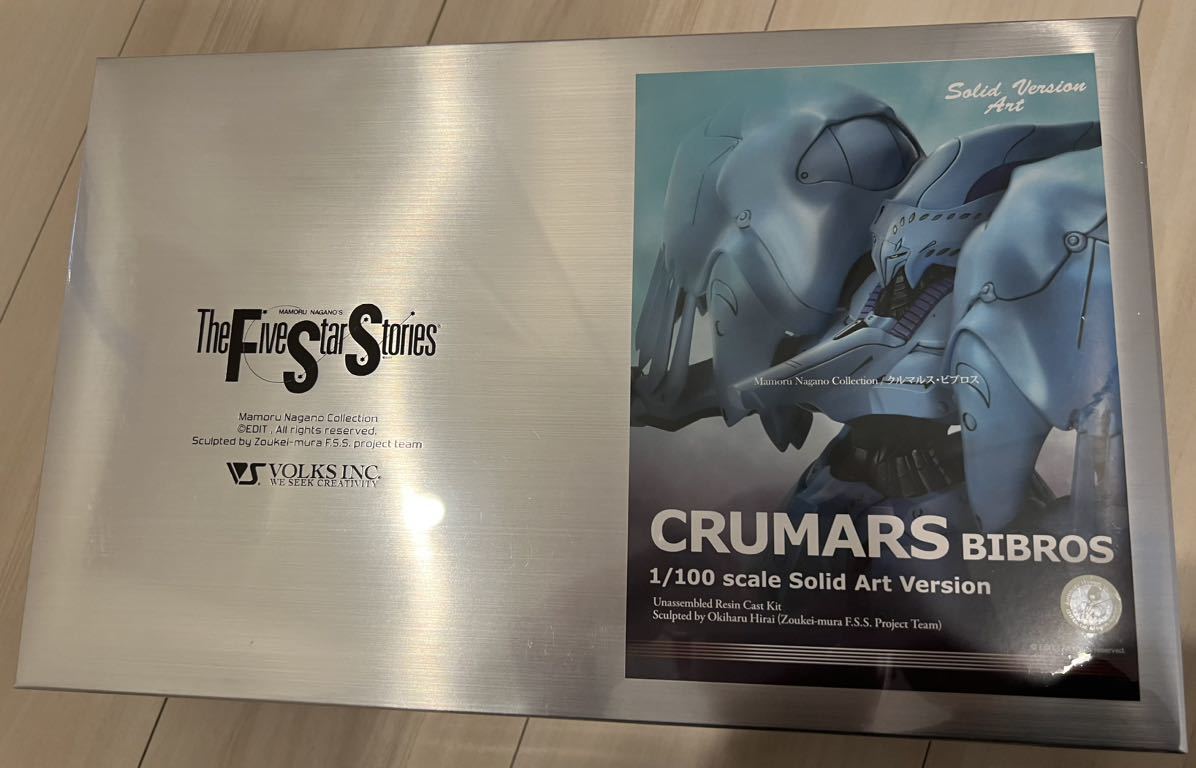 MAMORU NAGANO'S
The Five Star Stories
Mamoru Nagano Collection
©EDIT , All rights reserved.
Sculpted by Zoukei-mura F.S.S. project team
VS. VOLKS INC.
WE SEEK CREATIVITY
Solid Version
Art
Mamoru Nagano Collection / クルマルス・ビブロス
CRUMARS BIBROS
1/100 scale Solid Art Version
Unassembled Resin Cast Kit
Sculpted by Okiharu Hirai (Zoukei-mura F.S.S. Project Team)
reserved.